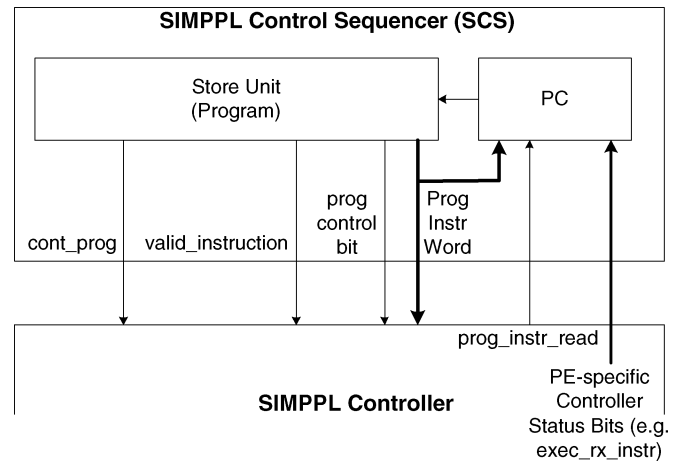 SIMPPL Control Sequencer (SCS)
Store Unit
(Program)
PC
cont_prog
valid_instruction
prog
control
bit
Prog
Instr
Word
prog_instr_read
SIMPPL Controller
PE-specific
Controller
Status Bits (e.g.
exec_rx_instr)